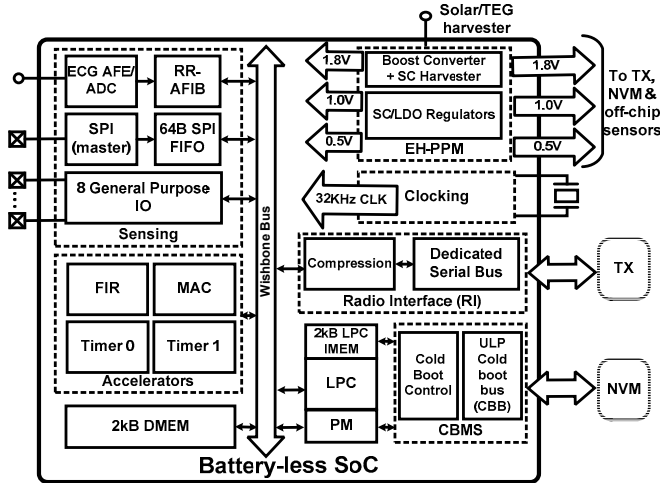 Solar/TEG
harvester
ECG AFE/
ADC
RR-
AFIB
SPI
(master)
64B SPI
FIFO
8 General Purpose
IO
Sensing
Wishbone Bus
1.8V
1.0V
0.5V
Boost Converter
+ SC Harvester
SC/LDO Regulators
EH-PPM
1.8V
1.0V
0.5V
To TX,
NVM &
off-chip
sensors
32KHz CLK
Clocking
Compression
Dedicated
Serial Bus
Radio Interface (RI)
TX
FIR
MAC
Timer 0
Timer 1
Accelerators
2kB LPC
IMEM
LPC
PM
Cold
Boot
Control
ULP
Cold
boot
bus
(CBB)
CBMS
NVM
2kB DMEM
Battery-less SoC